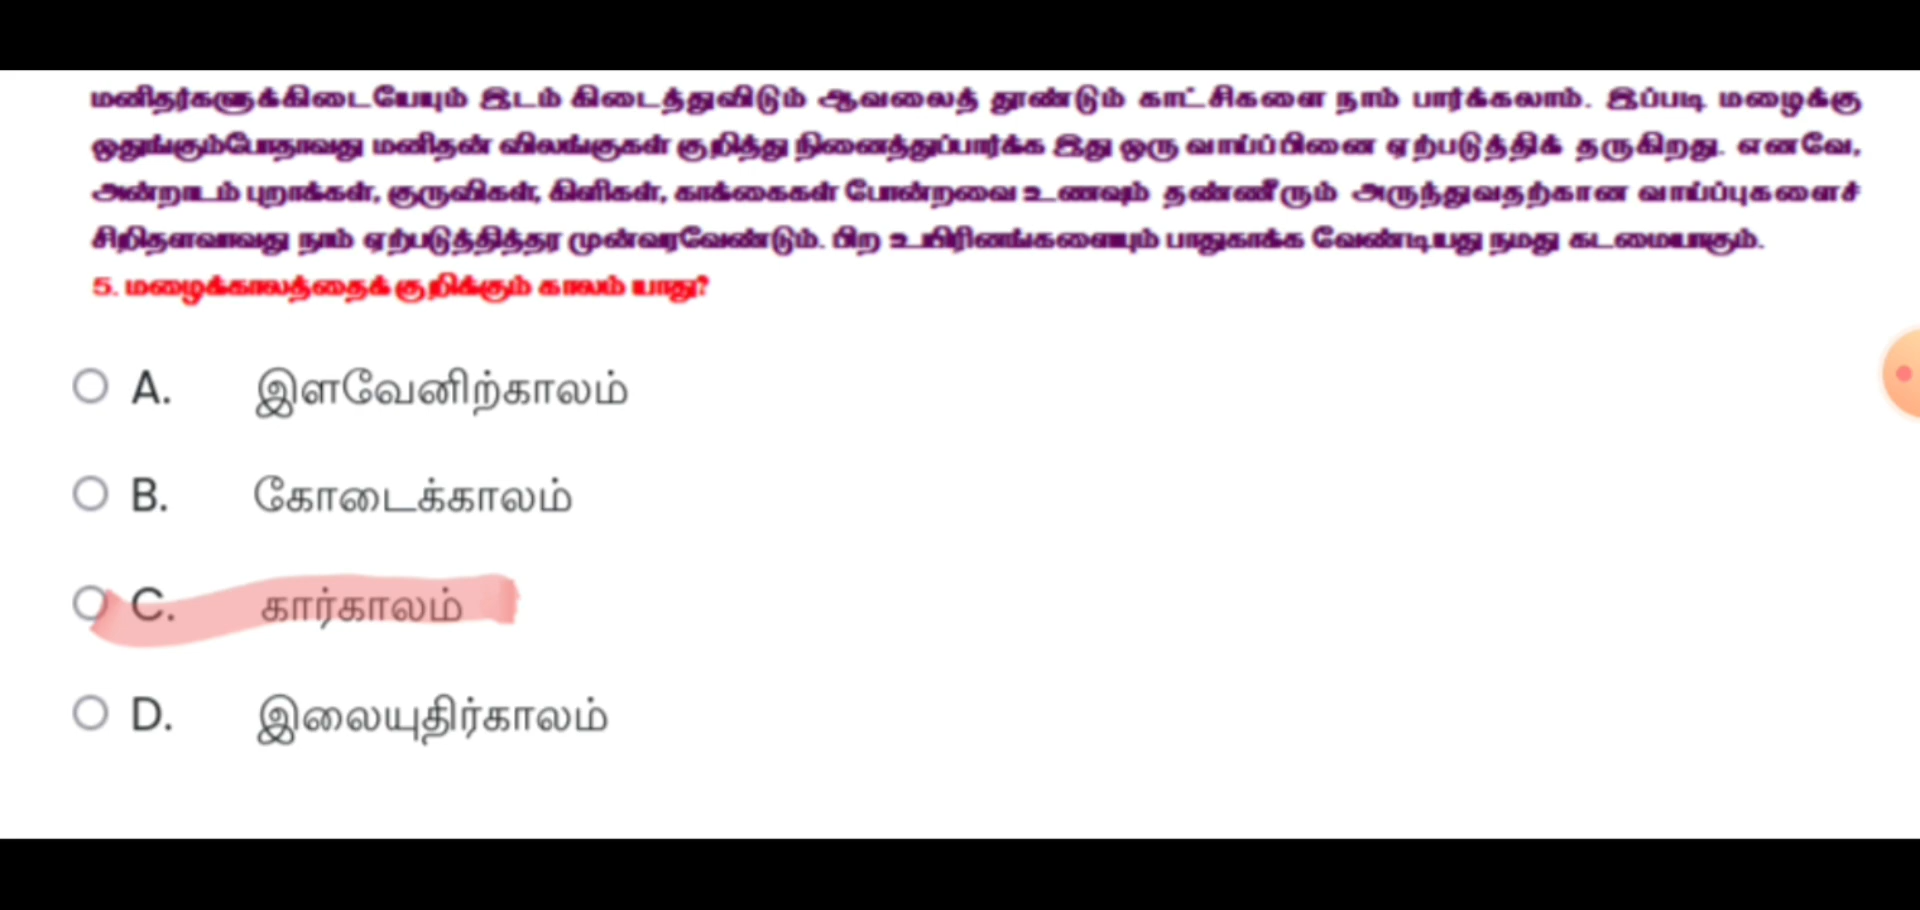 மனிதர்களுக்கிடையேயும் இடம் கிடைத்துவிடும் ஆவலைத் தூண்டும் காட்சிகளை நாம் பார்க்கலாம். இப்படி மழைக்கு
ஒதுங்கும்போதாவது மனிதன் விலங்குகள் குறித்து நினைத்துப்பார்க்க இது ஒரு வாய்ப்பினை ஏற்படுத்திக் தருகிறது. எனவே,
அன்றாடம் புறாக்கள், குருவிகள், கிளிகள், காக்கைகள் போன்றவை உணவும் தண்ணீரும் அருந்துவதற்கான வாய்ப்புகளைச்
சிறிதளவாவது நாம் ஏற்படுத்தித்தர முன்வரவேண்டும். பிற உயிரினங்களையும் பாதுகாக்க வேண்டியது நமது கடமையாகும்.
5. மழைக்காலத்தைக் குறிக்கும் காலம் யாது?
A. இளவேனிற்காலம்
B. கோடைக்காலம்
C. கார்காலம்
D. இலையுதிர்காலம்